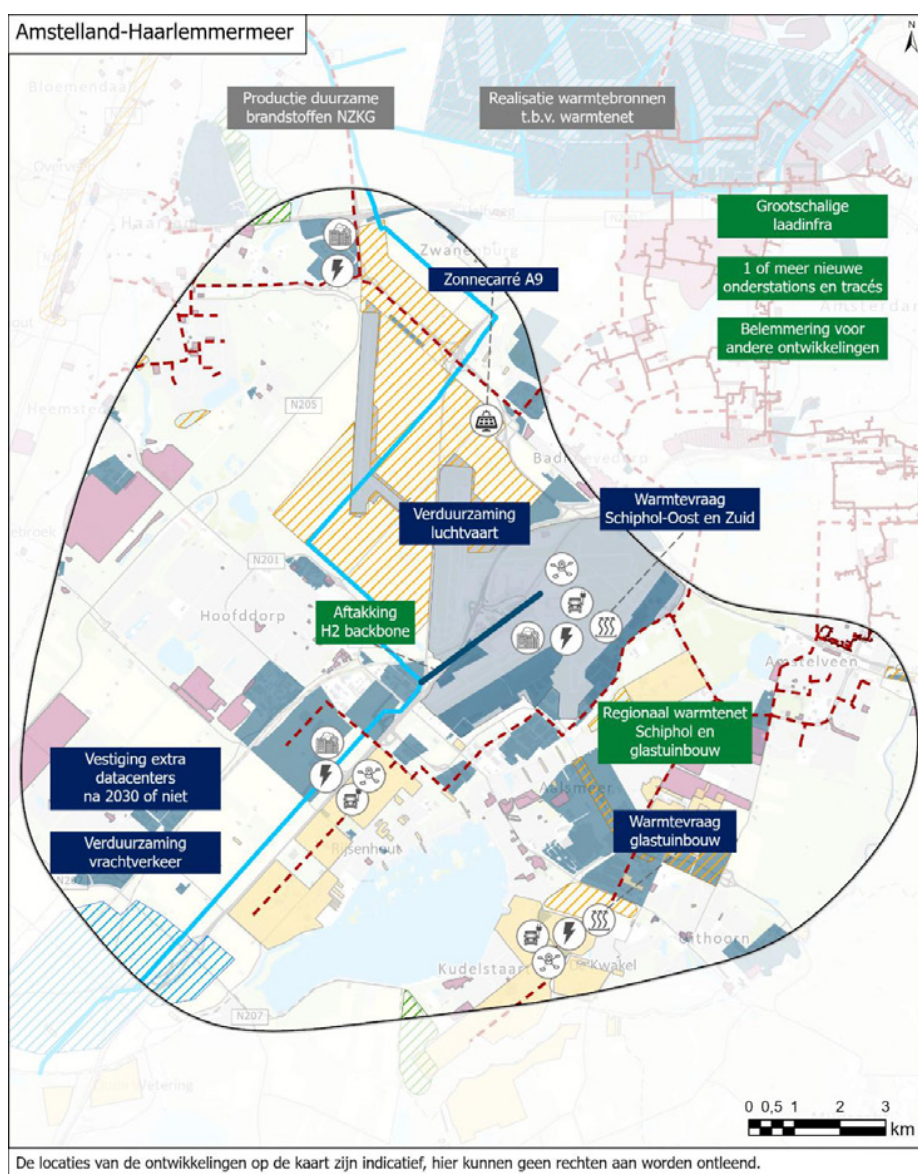 Amstelland-Haarlemmermeer
N
Bloemendaal
Productie duurzame
brandstoffen NZKG
Realisatie warmtebronnen
t.b.v. warmtenet
Overveen
Haarlem
Zwanenburg
Grootschalige
laadinfra
1 of meer nieuwe
onderstations en tracés
Amsterdam
Belemmering voor
andere ontwikkelingen
Zonnecarré A9
Heemstede
N205
Badhoevedorp
Warmtevraag
Schiphol-Oost en Zuid
Verduurzaming
luchtvaart
N201
Hoofddorp
Aftakking
H2 backbone
Amstelveen
Regionaal warmtenet
Schiphol en
glastuinbouw
Vestiging extra
datacenters
na 2030 of niet
Aalsmeer
Warmtevraag
glastuinbouw
Verduurzaming
vrachtverkeer
Rijsenhout
N207
Uithoorn
Kudelstaart
De Kwakel
N207
Oude Wetering
0 0,5 1 2 3
km
De locaties van de ontwikkelingen op de kaart zijn indicatief, hier kunnen geen rechten aan worden ontleend.